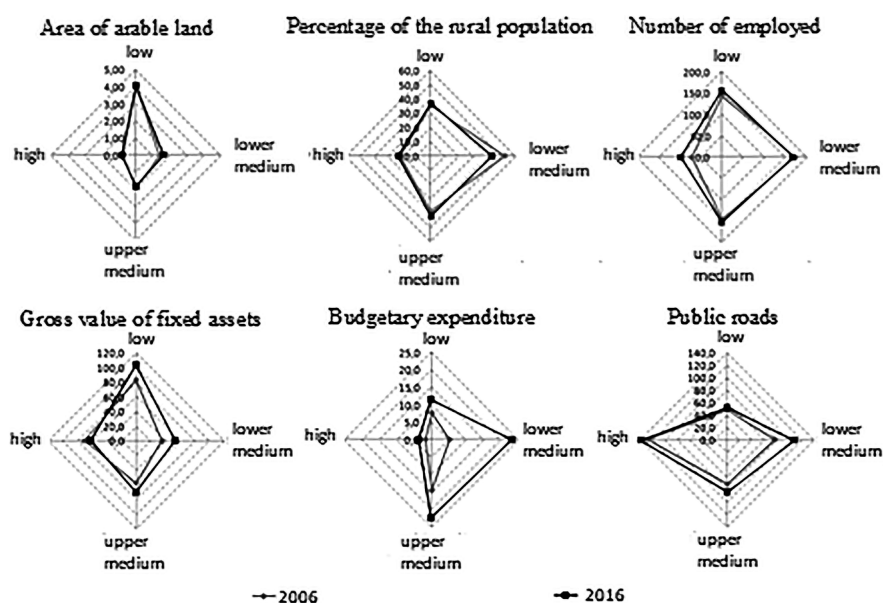 Area of arable land
low
5,00
4,00
3,00
2,00
1,00
0,00
high
lower
medium
upper
medium
Percentage of the rural population
low
60,0
50,0
40,0
30,0
20,0
10,0
0,0
high
lower
medium
upper
medium
Number of employed
low
200,0
150,0
100,0
50,0
0,0
high
lower
medium
upper
medium
Gross value of fixed assets
low
120,0
100,0
80,0
60,0
40,0
20,0
0,0
high
lower
medium
upper
medium
Budgetary expenditure
low
25,0
20,0
15,0
10,0
5,0
0,0
high
lower
medium
upper
medium
Public roads
low
140,0
120,0
100,0
80,0
60,0
40,0
20,0
0,0
high
lower
medium
upper
medium
2006
2016